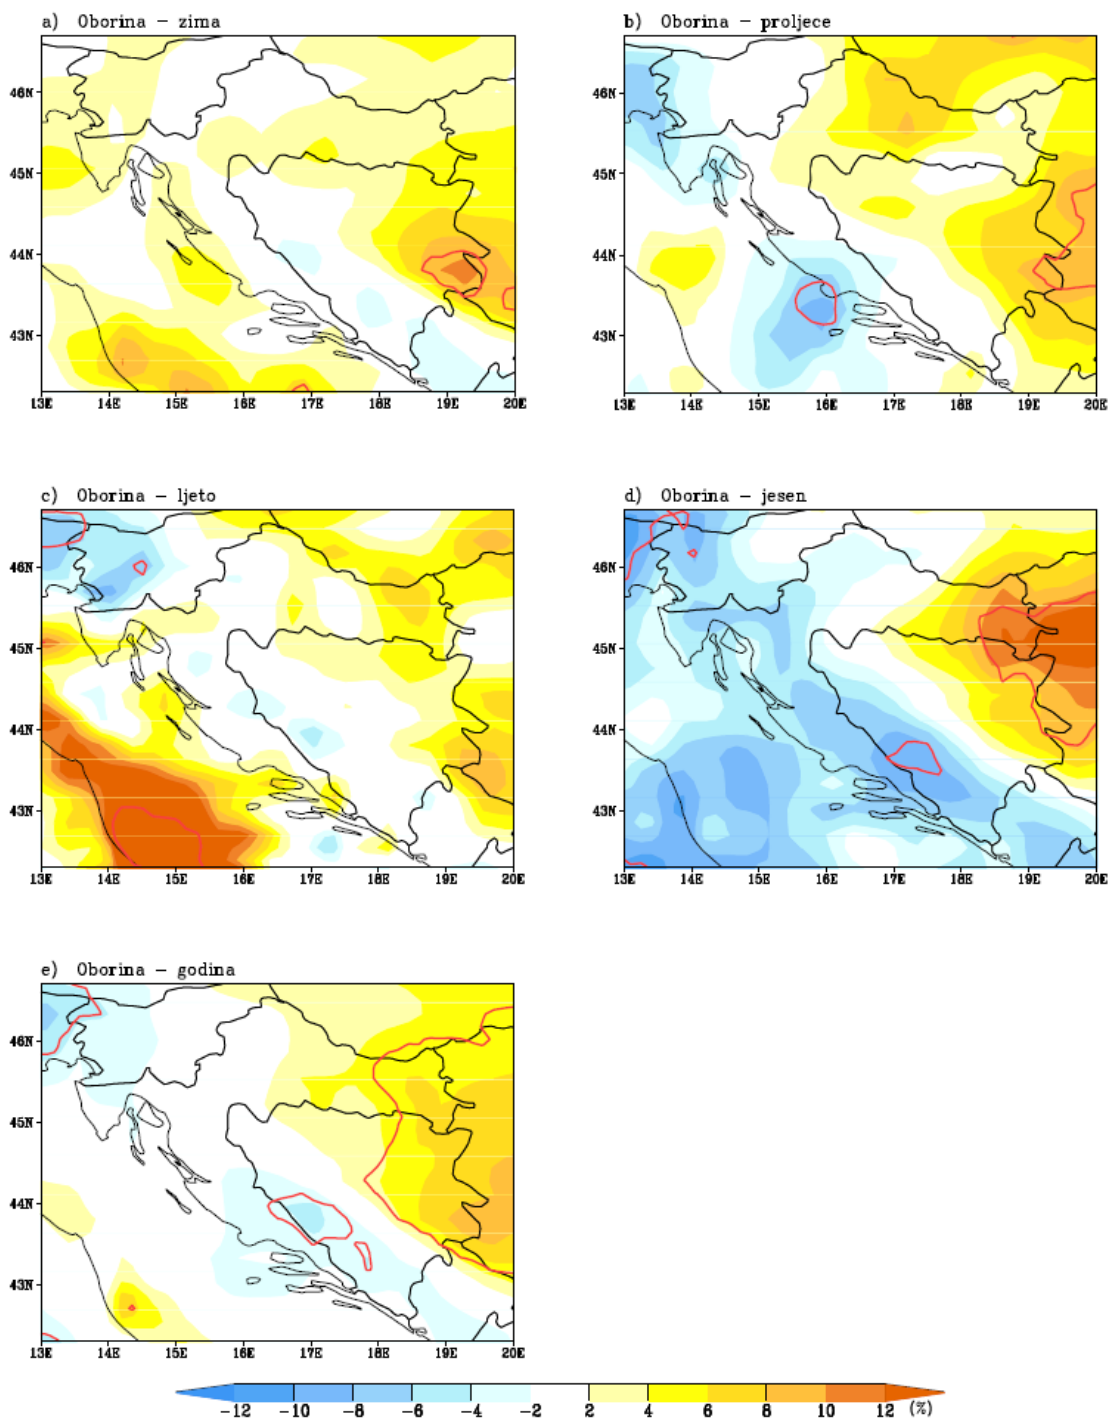 a) Oborina – zima
46N
45N
44N
43N
13E 14E 15E 16E 17E 18E 19E 20E
b) Oborina – proljece
46N
45N
44N
43N
13E 14E 15E 16E 17E 18E 19E 20E
c) Oborina – ljeto
46N
45N
44N
43N
13E 14E 15E 16E 17E 18E 19E 20E
d) Oborina – jesen
46N
45N
44N
43N
13E 14E 15E 16E 17E 18E 19E 20E
e) Oborina – godina
46N
45N
44N
43N
13E 14E 15E 16E 17E 18E 19E 20E
–12 –10 –8 –6 –4 –2 2 4 6 8 10 12 (%)